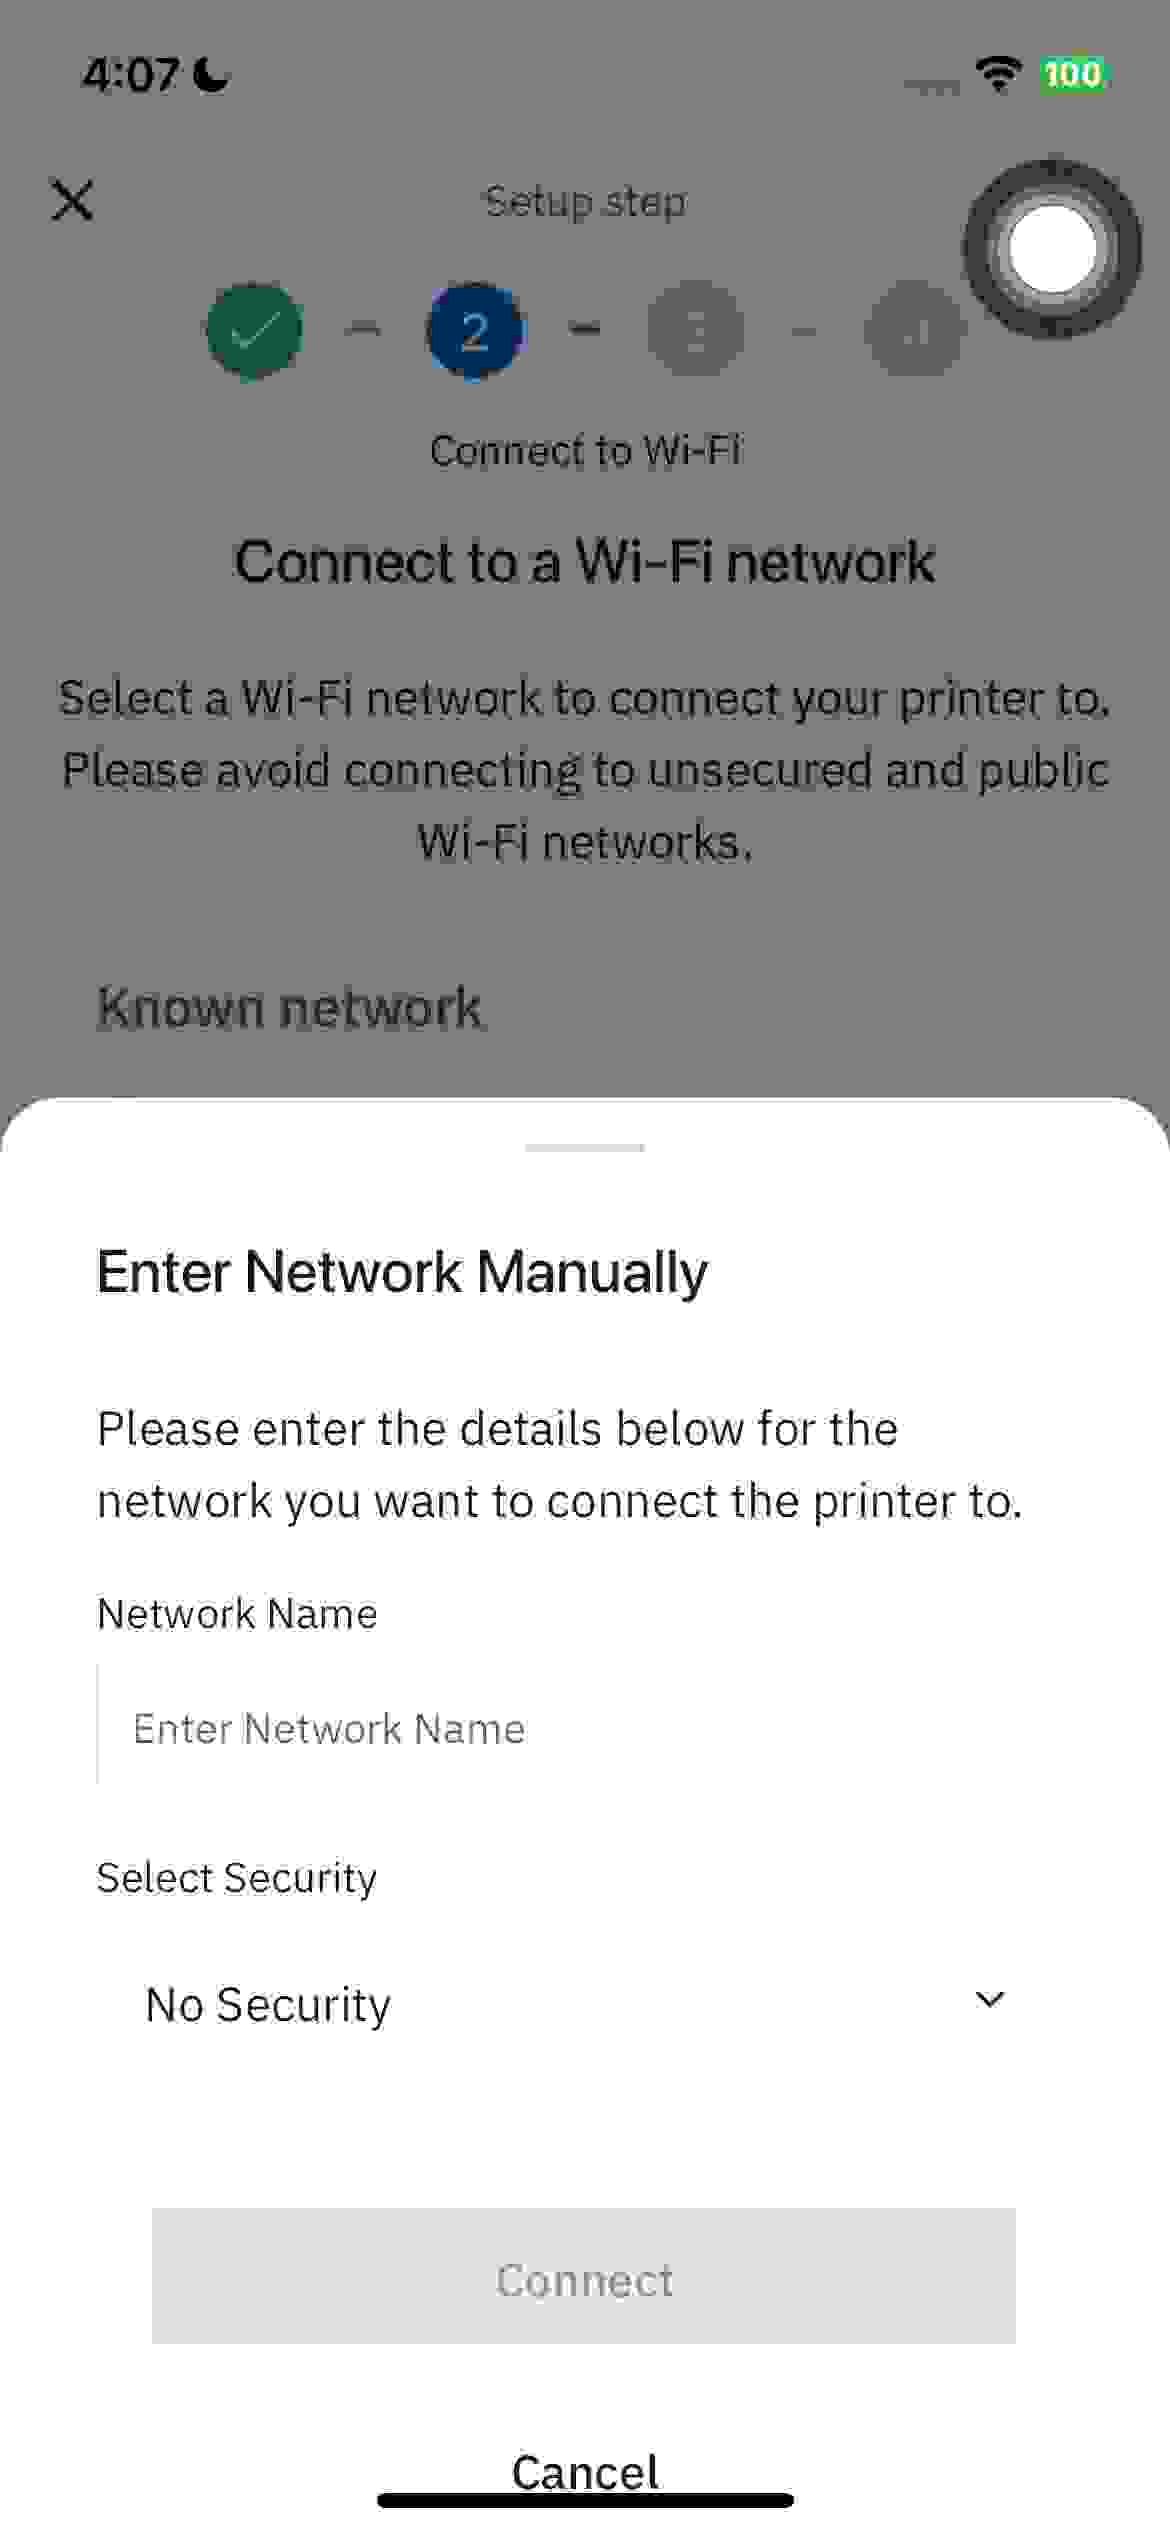 4:07
100
Setup step
2
3
4
Connect to Wi-Fi
Connect to a Wi-Fi network
Select a Wi-Fi network to connect your printer to.
Please avoid connecting to unsecured and public
Wi-Fi networks.
Known network
Enter Network Manually
Please enter the details below for the
network you want to connect the printer to.
Network Name
Enter Network Name
Select Security
No Security
Connect
Cancel